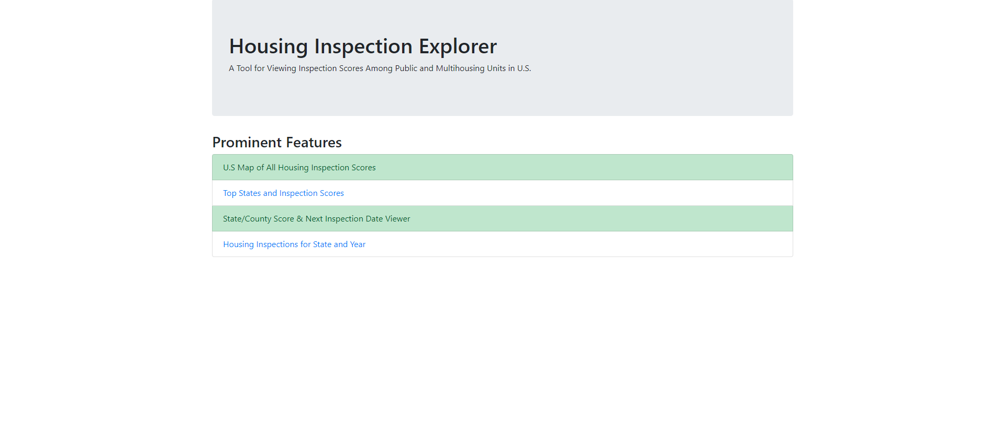 Housing Inspection Explorer
A Tool for Viewing Inspection Scores Among Public and Multihousing Units in U.S.
Prominent Features
U.S Map of All Housing Inspection Scores
Top States and Inspection Scores
State/County Score & Next Inspection Date Viewer
Housing Inspections for State and Year